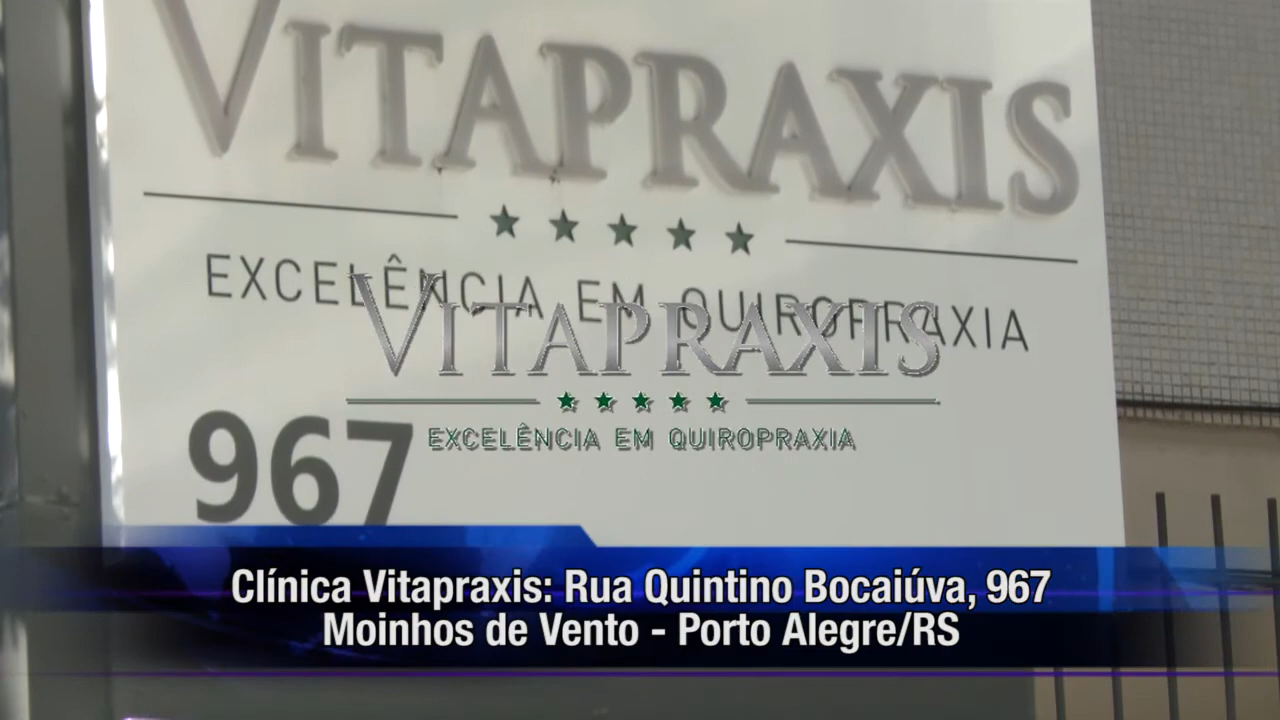 VITAPRAXIS
EXCELÊNCIA EM QUIROPRAXIA
VITAPRAXIS
EXCELÊNCIA EM QUIROPRAXIA
967
Clínica Vitapraxis: Rua Quintino Bocaiúva, 967
Moinhos de Vento - Porto Alegre/RS